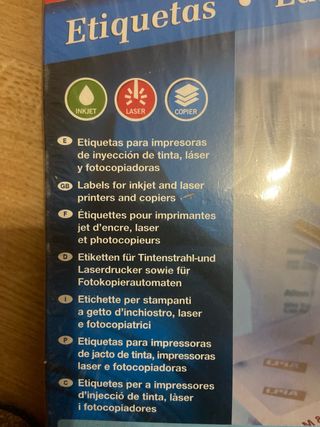 Etiquetas •
INKJET
LASER
COPIER
E Etiquetas para impresoras
de inyección de tinta, láser
y fotocopiadoras
GB Labels for inkjet and laser
printers and copiers
F Étiquettes pour imprimantes
jet d'encre, laser
et photocopieurs
D Etiketten für Tintenstrahl-und
Laserdrucker sowie für
Fotokopierautomaten
I Etichette per stampanti
a getto d'inchiostro, laser
e fotocopiatrici
P Etiquetas para impressoras
de jacto de tinta, impressoras
laser e fotocopiadoras
C Etiquetes per a impressores
d'injecció de tinta, làser
i fotocopiadores
APLI
APLI